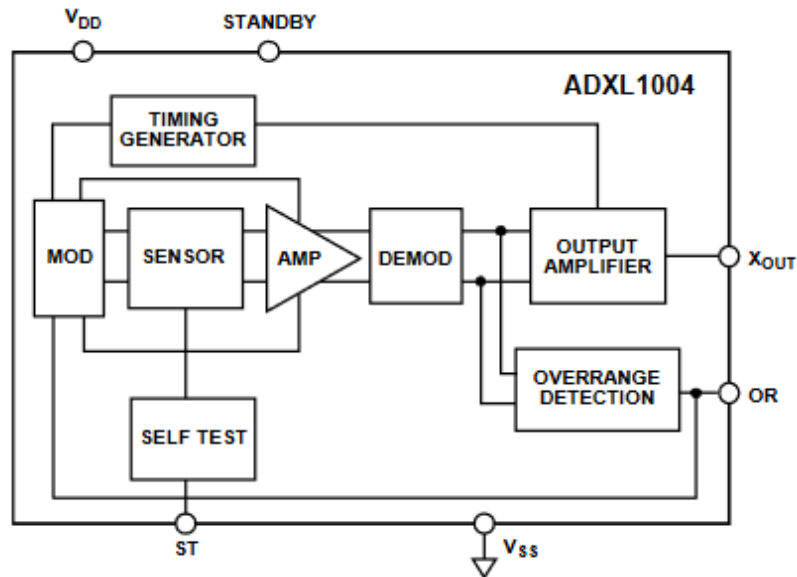 VDD
STANDBY
ADXL1004
TIMING
GENERATOR
MOD
SENSOR
AMP
DEMOD
OUTPUT
AMPLIFIER
XOUT
OVERRANGE
DETECTION
OR
SELF TEST
ST
VSS